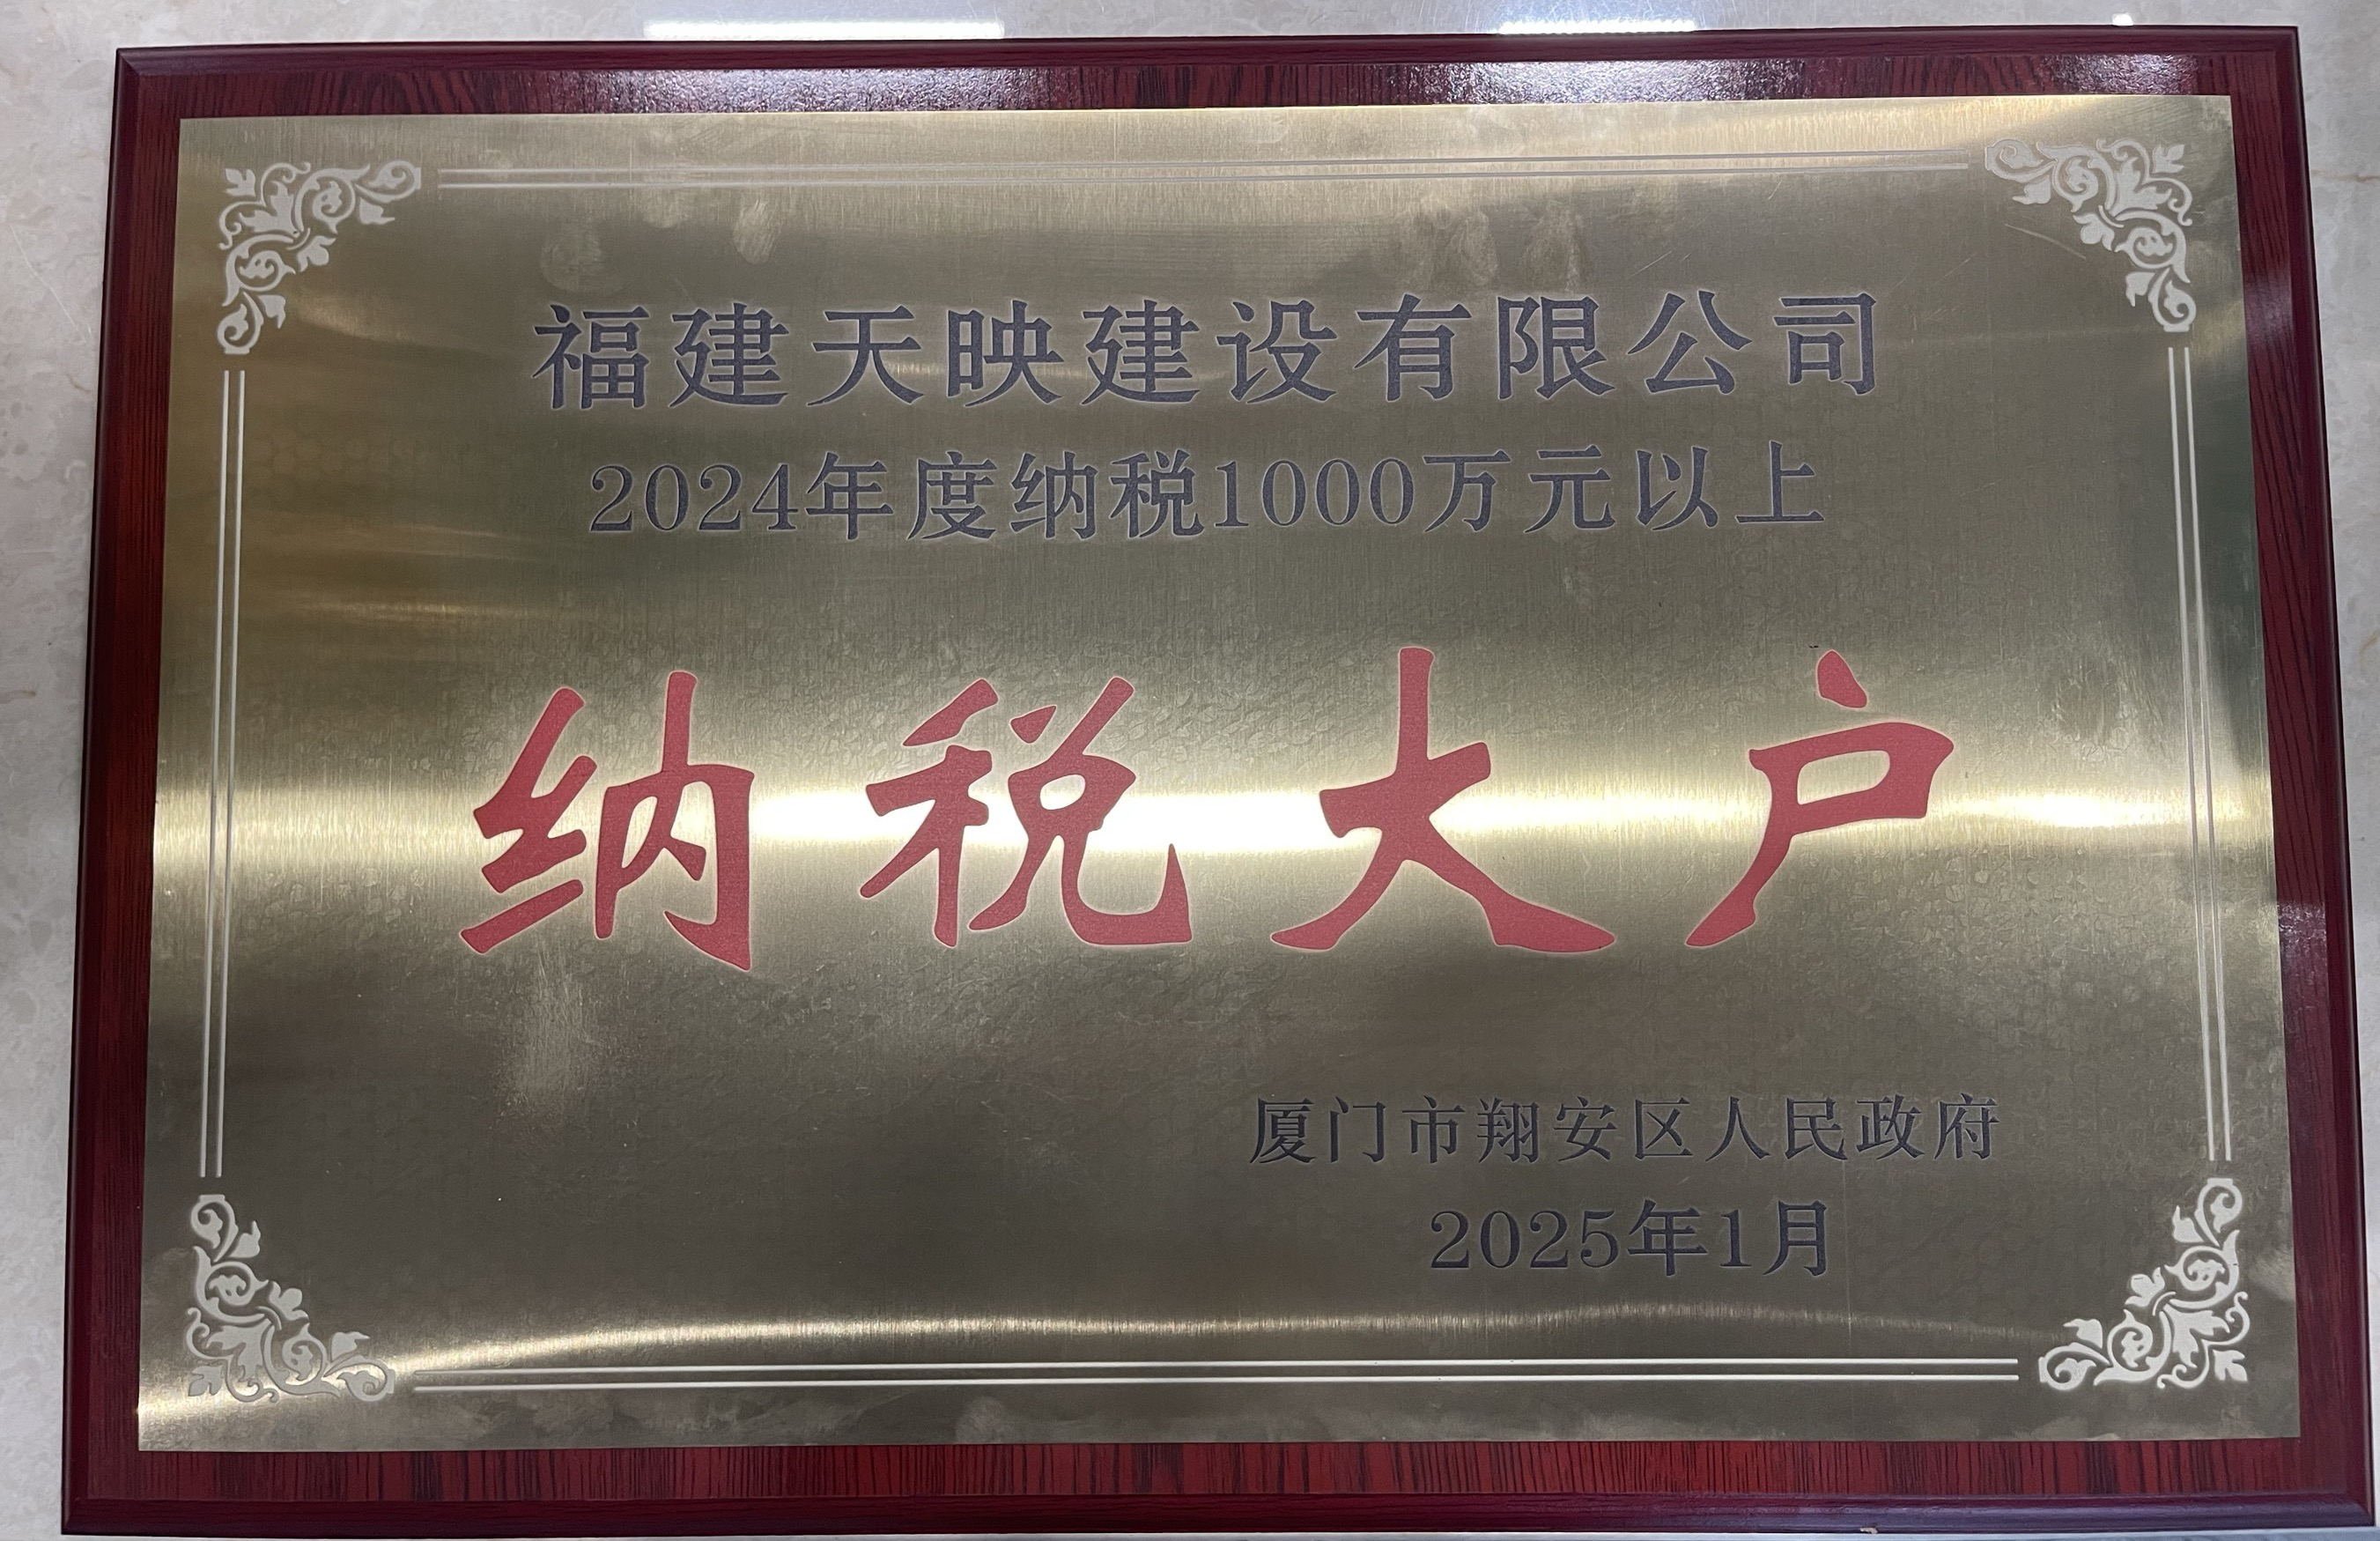 福建天映建设有限公司
2024年度纳税1000万元以上
纳税大户
厦门市翔安区人民政府
2025年1月